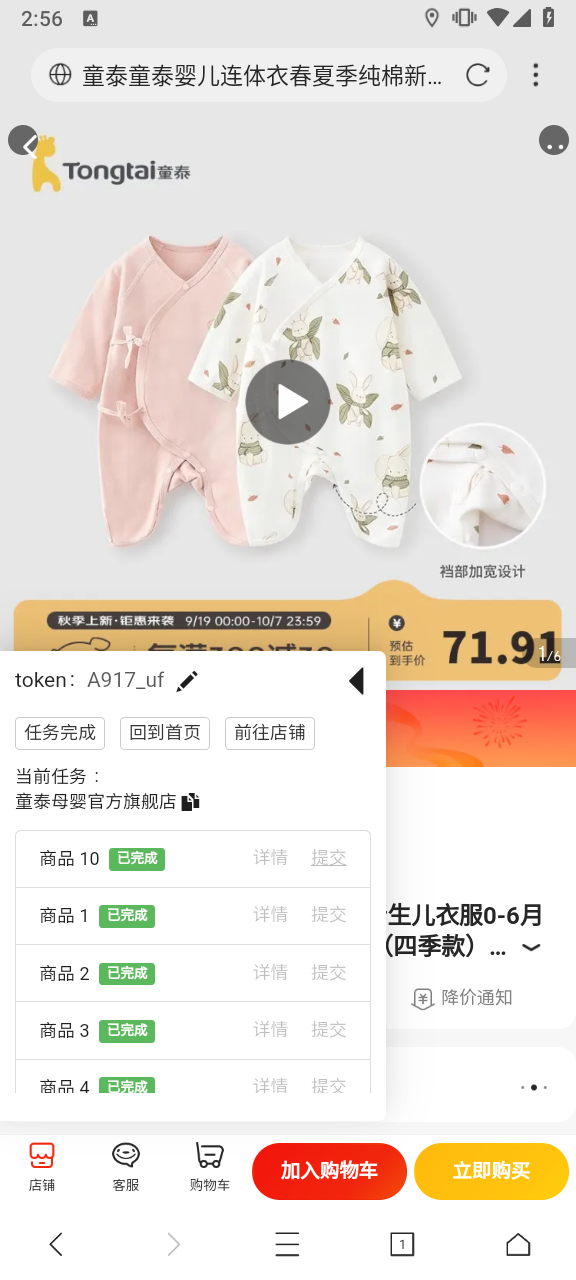 2:56
A
童泰童泰婴儿连体衣春夏季纯棉新...
Tongtai童泰
裆部加宽设计
秋季上新·钜惠来袭 9/19 00:00-10/7 23:59
¥
预估
到手价
71.91
1/6
token： A917_uf
任务完成 回到首页 前往店铺
当前任务：
童泰母婴官方旗舰店
商品 10 已完成 详情 提交
商品 1 已完成 详情 提交
商品 2 已完成 详情 提交
商品 3 已完成 详情 提交
商品 4 已完成 详情 提交
生儿衣服0-6月
(四季款）...
降价通知
店铺 客服 购物车 加入购物车 立即购买
1